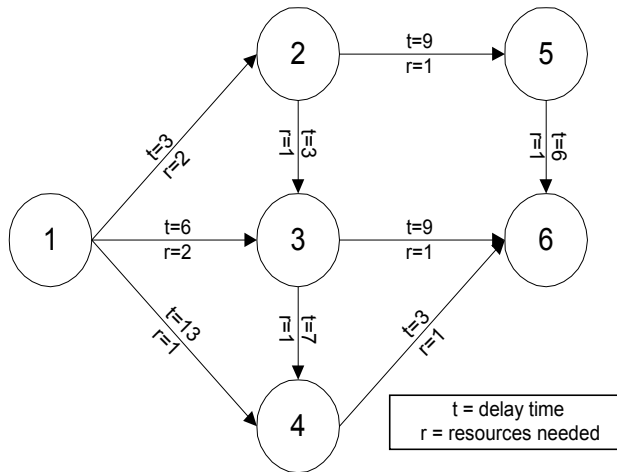 2
t=9
r=1
5
t=3
r=2
t=3
r=1
t=6
r=1
1
t=6
r=2
3
t=9
r=1
6
t=13
r=1
t=7
r=1
t=3
r=1
4
t = delay time
r = resources needed